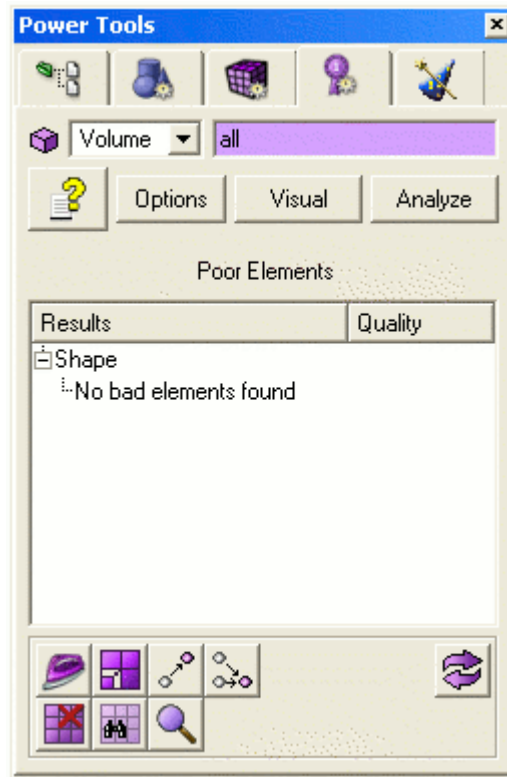 Power Tools
Volume all
Options Visual Analyze
Poor Elements
Results Quality
Shape
No bad elements found